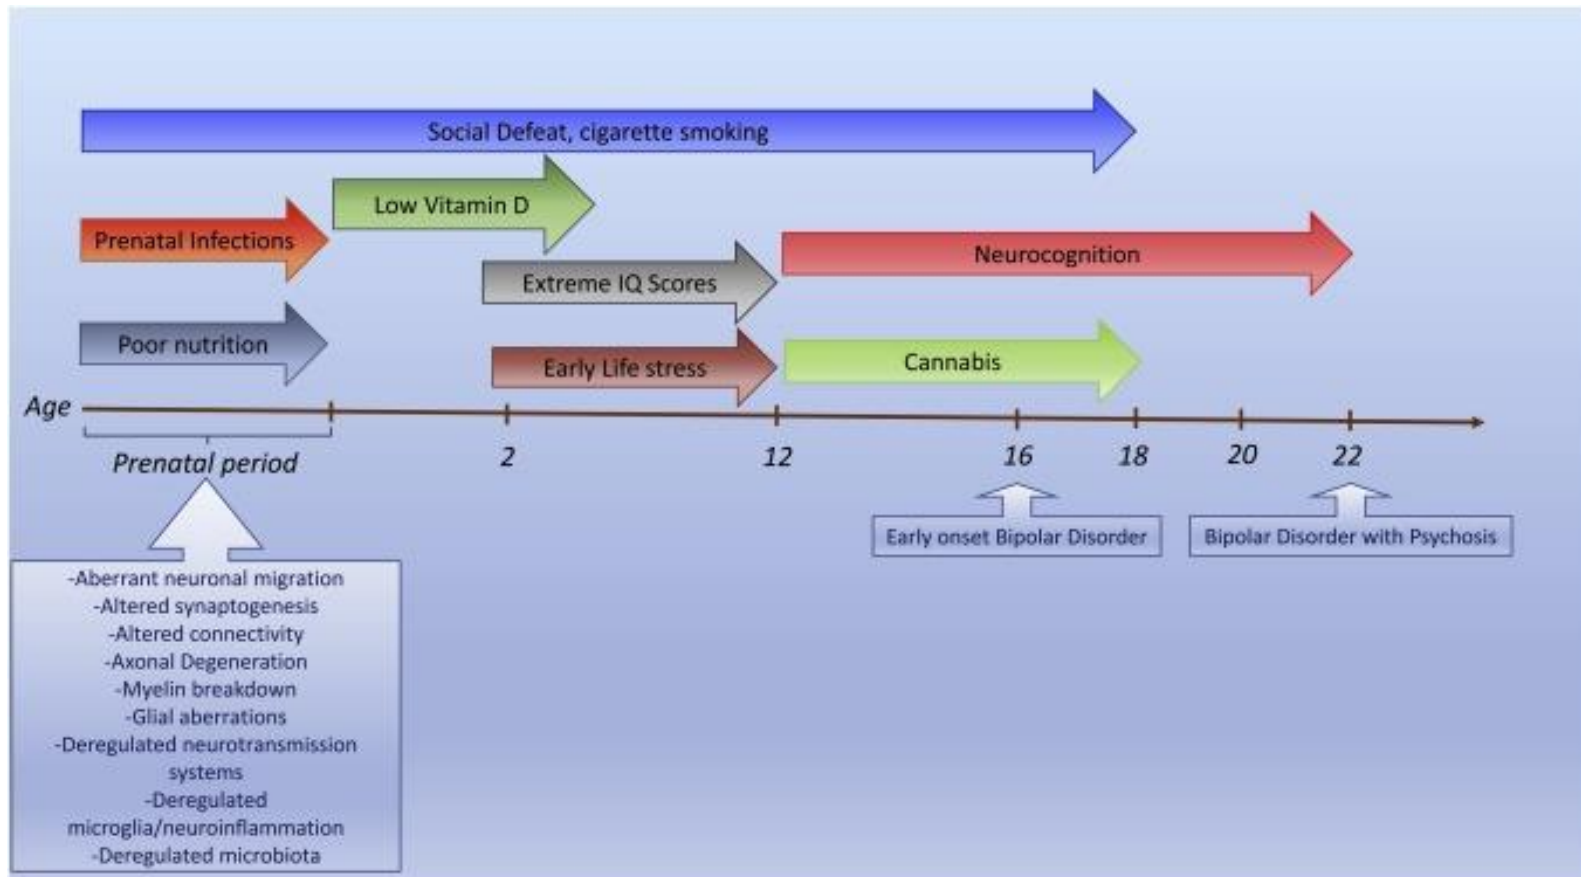 Social Defeat, cigarette smoking
Low Vitamin D
Prenatal Infections
Neurocognition
Extreme IQ Scores
Poor nutrition
Early Life stress
Cannabis
Age
Prenatal period
2
12
16
18
20
22
Early onset Bipolar Disorder
Bipolar Disorder with Psychosis
-Aberrant neuronal migration
-Altered synaptogenesis
-Altered connectivity
-Axonal Degeneration
-Myelin breakdown
-Glial aberrations
-Deregulated neurotransmission
systems
-Deregulated
microglia/neuroinflammation
-Deregulated microbiota